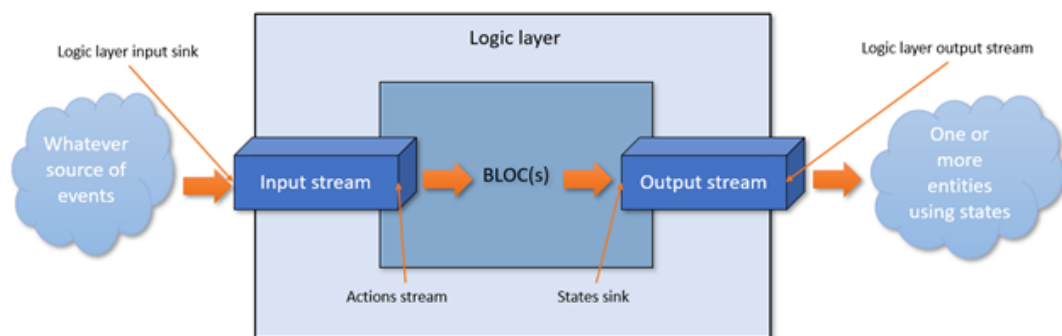 Logic layer
Logic layer input sink
Logic layer output stream
Whatever
source of
events
Input stream
BLOC(s)
Output stream
One or
more
entities
using states
Actions stream
States sink